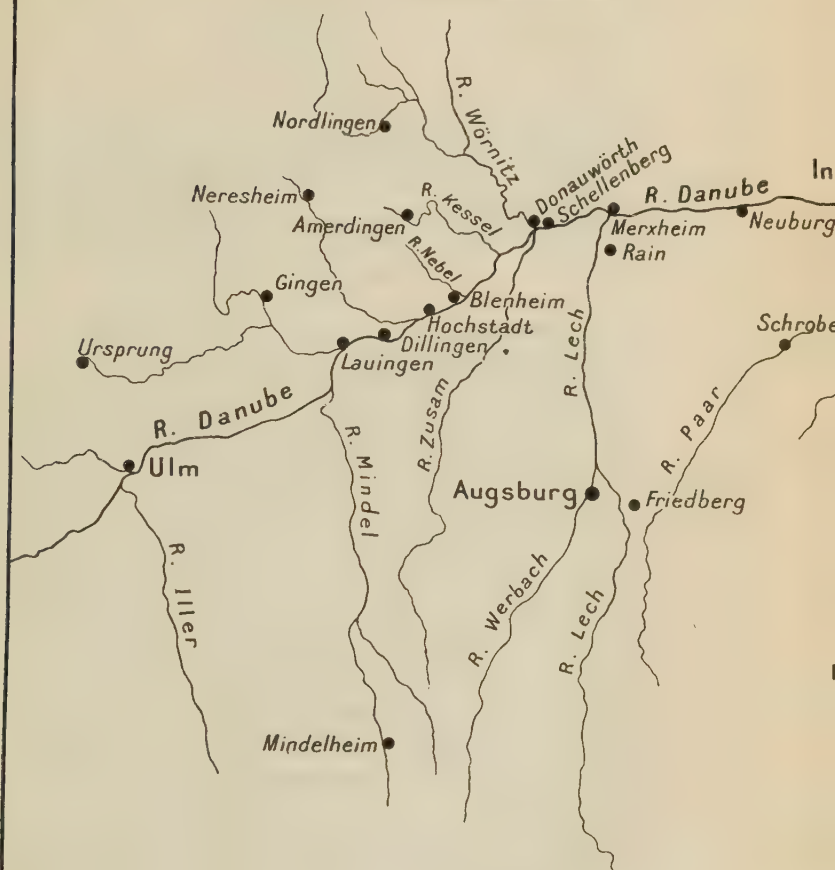 Nordlingen
R. Wörnitz
Donauwörth
Schellenberg
In
R. Danube
Neresheim
R. Kessel
Amerdingen
Merxheim
Neuburg
R. Nebel
Rain
Gingen
Blenheim
Hochstadt
Schrobe
Ursprung
Dillingen
Lauingen
R. Lech
R. Danube
R. Zusam
R. Paar
R. Mindel
Ulm
Augsburg
Friedberg
R. Iller
R. Werbach
R. Lech
Mindelheim